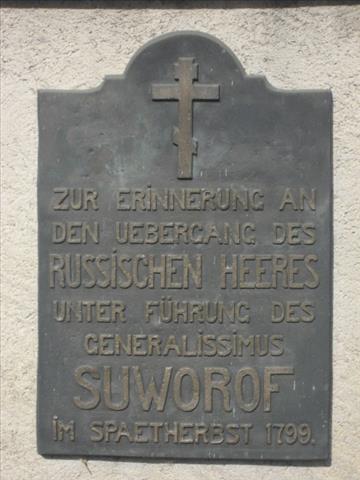 ZUR ERINNERUNG AN
DEN UEBERGANG DES
RUSSISCHEN HEERES
UNTER FÜHRUNG DES
GENERALISSIMUS
SUWOROF
IM SPAETHERBST 1799.